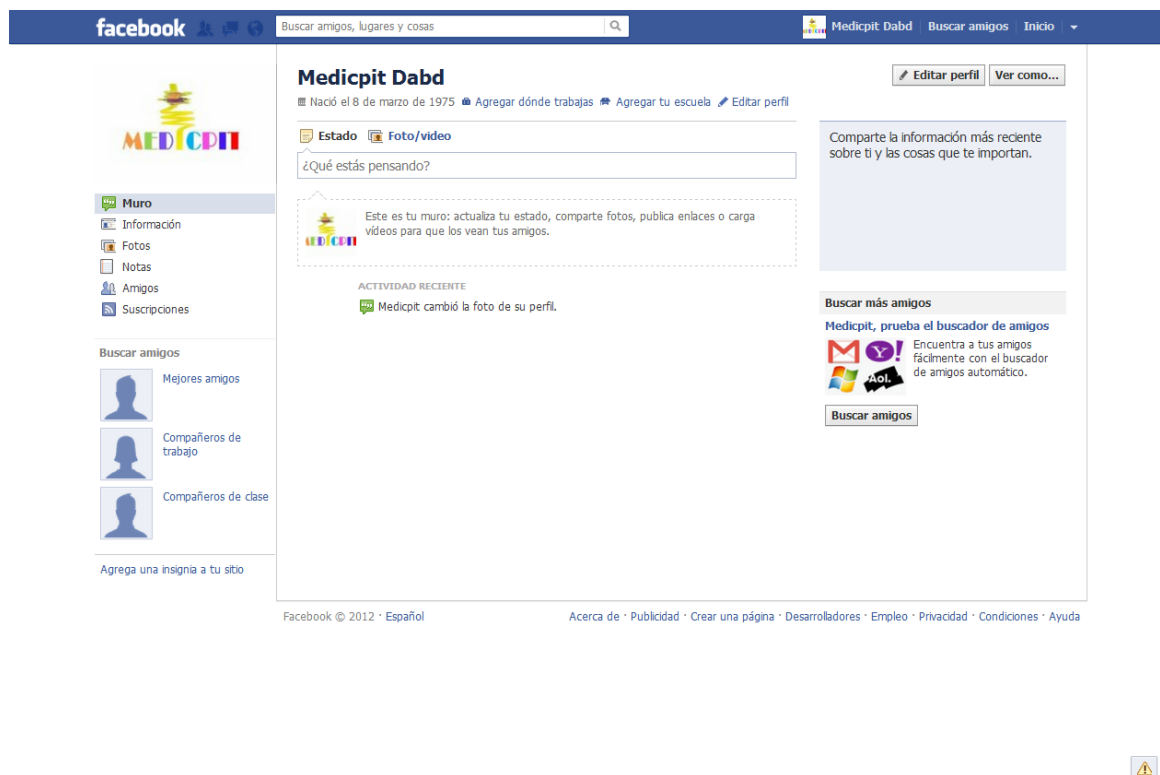 facebook
Buscar amigos, lugares y cosas
Medicpit Dabd
Buscar amigos
Inicio
MEDICPIT
Medicpit Dabd
Editar perfil
Ver como...
Nació el 8 de marzo de 1975 Agregar dónde trabajas Agregar tu escuela Editar perfil
Estado Foto/video
¿Qué estás pensando?
Comparte la información más reciente
sobre ti y las cosas que te importan.
Muro
Información
Fotos
Notas
Amigos
Suscripciones
MEDICPIT
Este es tu muro: actualiza tu estado, comparte fotos, publica enlaces o carga
vídeos para que los vean tus amigos.
ACTIVIDAD RECIENTE
Medicpit cambió la foto de su perfil.
Buscar más amigos
Medicpit, prueba el buscador de amigos
Encuentra a tus amigos
fácilmente con el buscador
de amigos automático.
Y!
Aol.
Buscar amigos
Buscar amigos
Mejores amigos
Compañeros de
trabajo
Compañeros de clase
Agrega una insignia a tu sitio
Facebook © 2012 · Español
Acerca de · Publicidad · Crear una página · Desarrolladores · Empleo · Privacidad · Condiciones · Ayuda